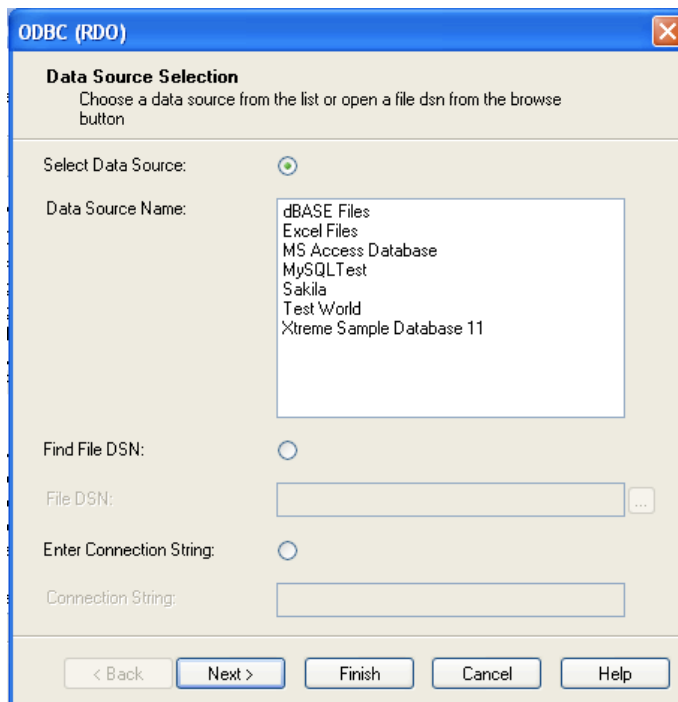 ODBC (RDO)
Data Source Selection
Choose a data source from the list or open a file dsn from the browse
button
Select Data Source:
Data Source Name:
dBASE Files
Excel Files
MS Access Database
MySQLTest
Sakila
Test World
Xtreme Sample Database 11
Find File DSN:
File DSN:
...
Enter Connection String:
Connection String:
< Back Next > Finish Cancel Help